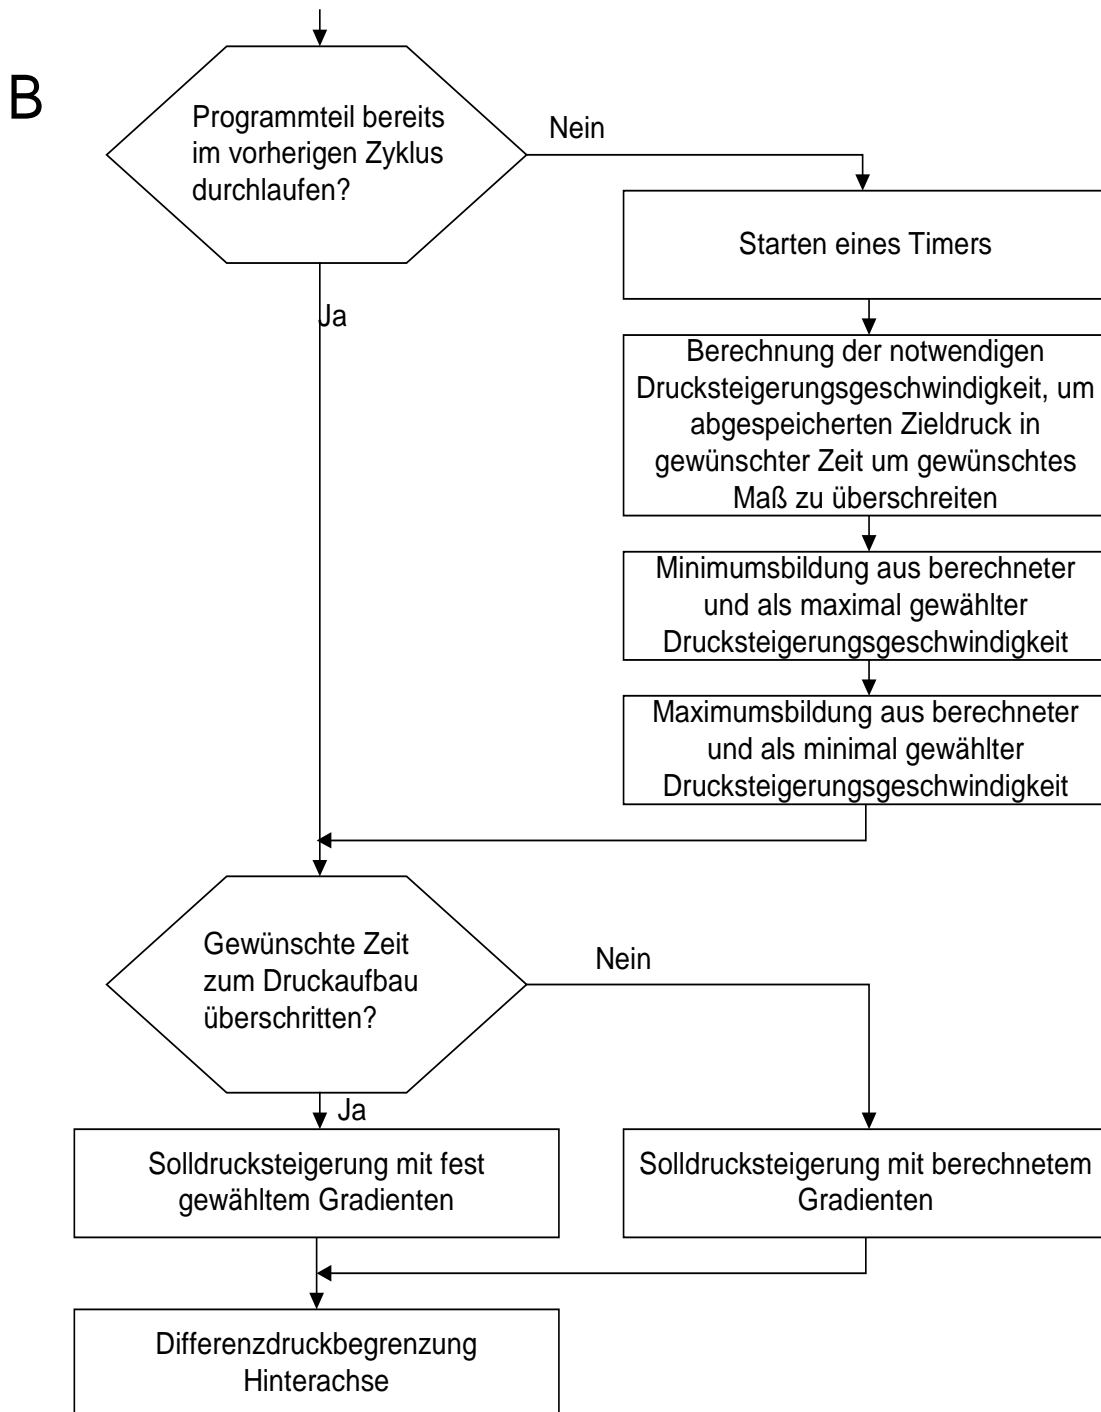 B
Programmteil bereits
im vorherigen Zyklus
durchlaufen?
Nein
Starten eines Timers
Ja
Berechnung der notwendigen
Drucksteigerungsgeschwindigkeit, um
abgespeicherten Zieldruck in
gewünschter Zeit um gewünschtes
Maß zu überschreiten
Minimumsbildung aus berechneter
und als maximal gewählter
Drucksteigerungsgeschwindigkeit
Maximumsbildung aus berechneter
und als minimal gewählter
Drucksteigerungsgeschwindigkeit
Gewünschte Zeit
zum Druckaufbau
überschritten?
Nein
Ja
Solldrucksteigerung mit fest
gewähltem Gradienten
Solldrucksteigerung mit berechnetem
Gradienten
Differenzdruckbegrenzung
Hinterachse